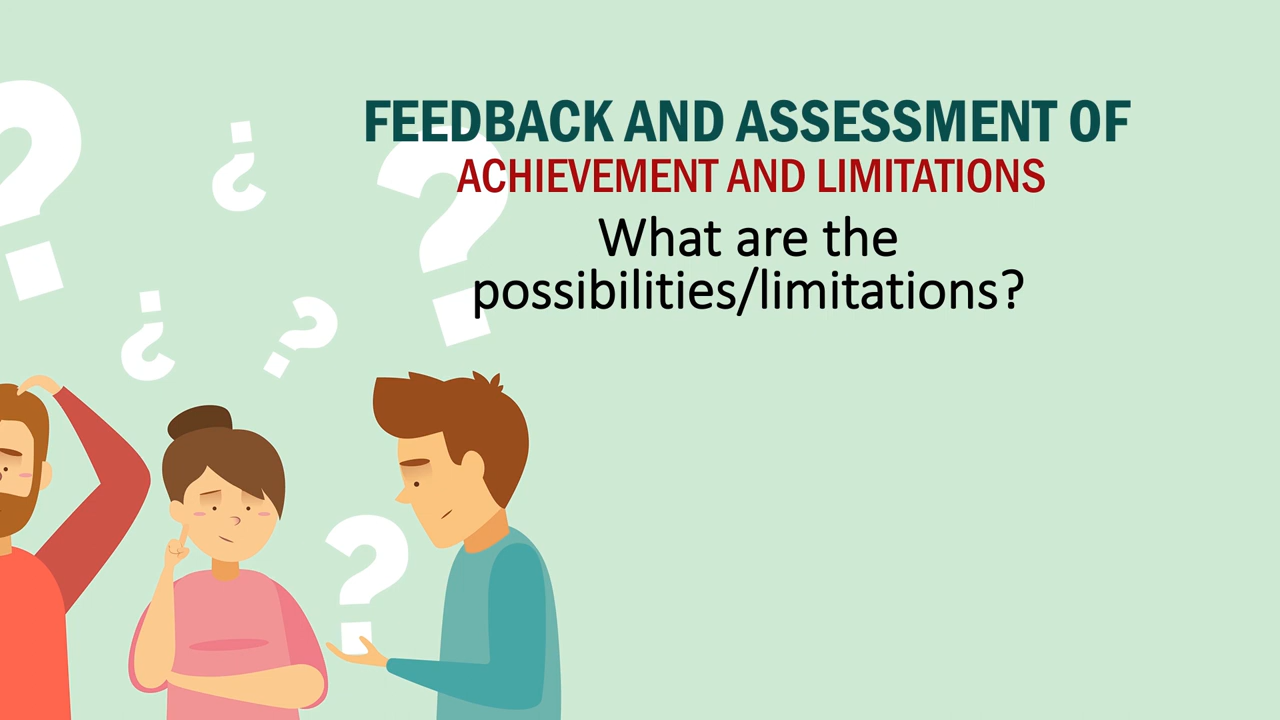 FEEDBACK AND ASSESSMENT OF
ACHIEVEMENT AND LIMITATIONS
What are the
possibilities/limitations?